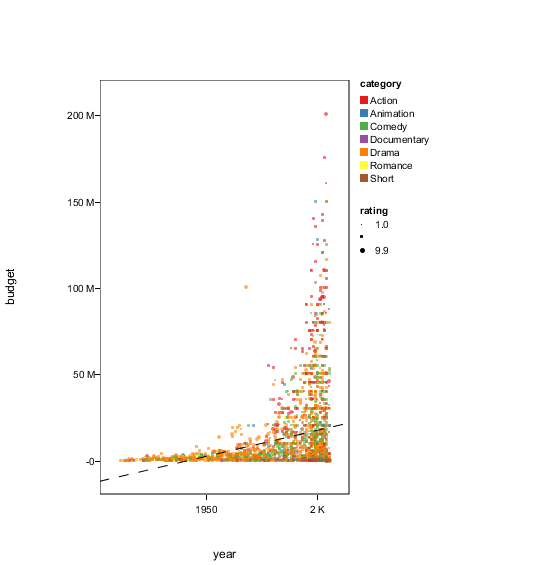 category
Action
Animation
Comedy
Documentary
Drama
Romance
Short
rating
1.0
9.9
200 M
150 M
100 M
50 M
-0
budget
1950
2 K
year